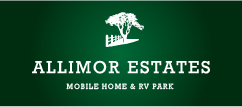 ALLIMOR ESTATES
MOBILE HOME & RV PARK